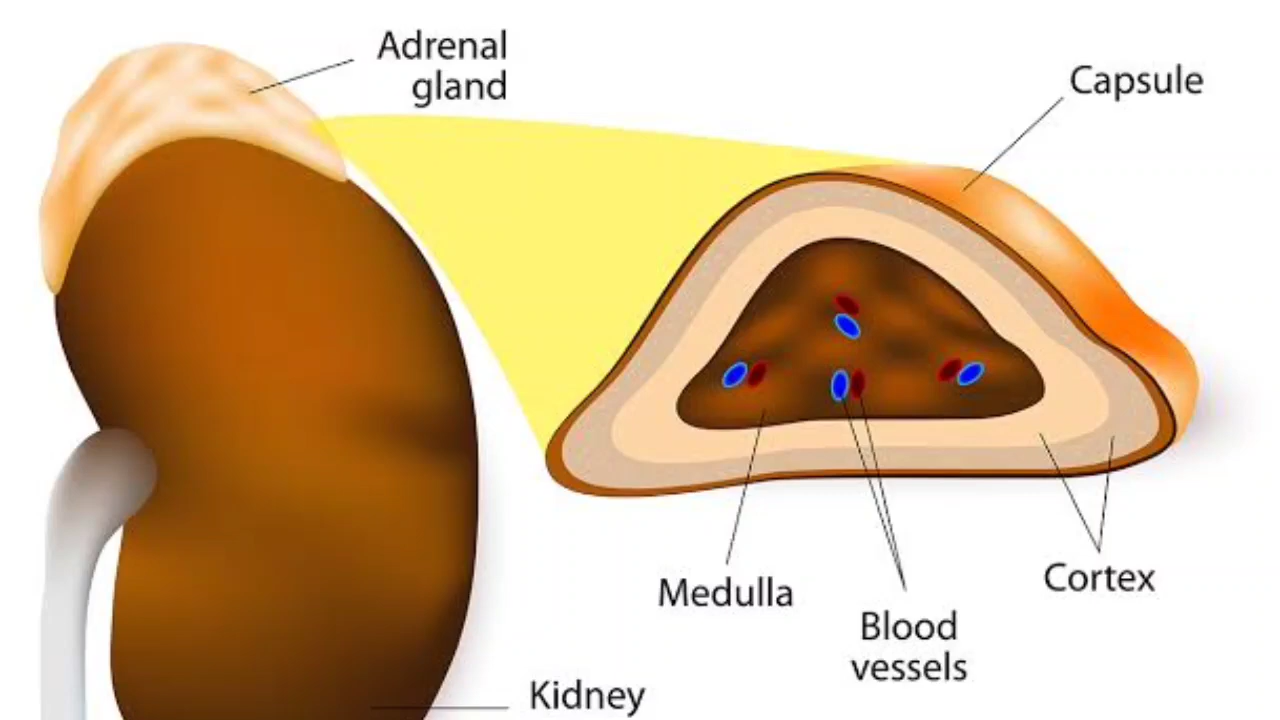 Adrenal
gland
Capsule
Medulla
Blood
vessels
Cortex
Kidney